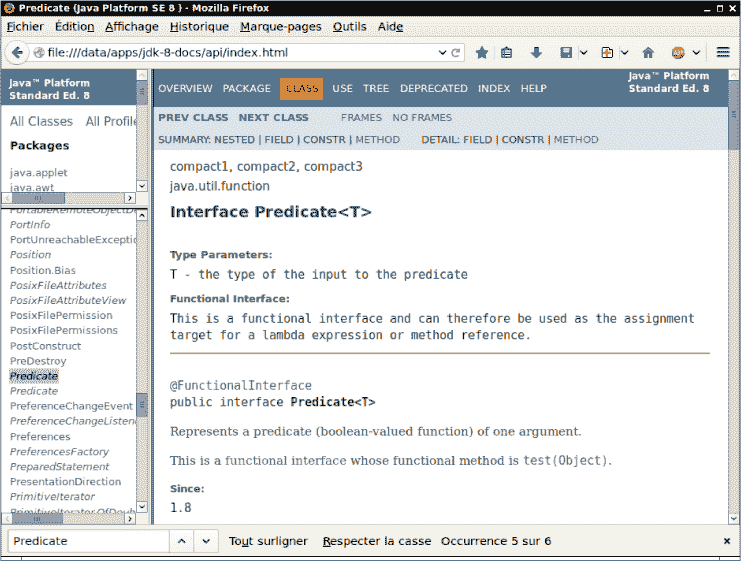 Predicate (Java Platform SE 8 ) - Mozilla Firefox
Fichier Édition Affichage Historique Marque-pages Outils Aide
file:///data/apps/jdk-8-docs/api/index.html
Java™ Platform
Standard Ed. 8
All Classes All Profile
Packages
java.applet
java.awt
PortableRemoteObjectDe
PortInfo
PortUnreachableExceptio
Position
Position.Bias
PosixFileAttributes
PosixFileAttributeView
PosixFilePermission
PosixFilePermissions
PostConstruct
PreDestroy
Predicate
Predicate
PreferenceChangeEvent
PreferenceChangeListene
Preferences
PreferencesFactory
PreparedStatement
PresentationDirection
PrimitiveIterator
PrimitiveIterator.OfDoub
OVERVIEW PACKAGE CLASS USE TREE DEPRECATED INDEX HELP
Java™ Platform
Standard Ed. 8
PREV CLASS NEXT CLASS FRAMES NO FRAMES
SUMMARY: NESTED | FIELD | CONSTR | METHOD DETAIL: FIELD | CONSTR | METHOD
compact1, compact2, compact3
java.util.function
Interface Predicate<T>
Type Parameters:
T - the type of the input to the predicate
Functional Interface:
This is a functional interface and can therefore be used as the assignment
target for a lambda expression or method reference.
@FunctionalInterface
public interface Predicate<T>
Represents a predicate (boolean-valued function) of one argument.
This is a functional interface whose functional method is test(Object).
Since:
1.8
Predicate Tout surligner Respecter la casse Occurrence 5 sur 6